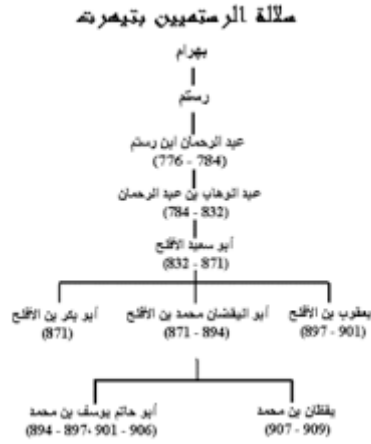 سلالة الرستميين بتيهرت
بهرام
رستم
عبد الرحمان ابن رستم
(776 - 784)
عبد الوهاب بن عبد الرحمان
(784 - 832)
أبو سعيد الأفلح
(832 - 871)
يعقوب بن الأفلح
(897 - 901)
أبو اليقضان محمد بن الأفلح
(871 - 894)
أبو بكر بن الأفلح
(871)
يقظان بن محمد
(907 - 909)
أبو حاتم يوسف بن محمد
(894 - 897، 901 - 906)